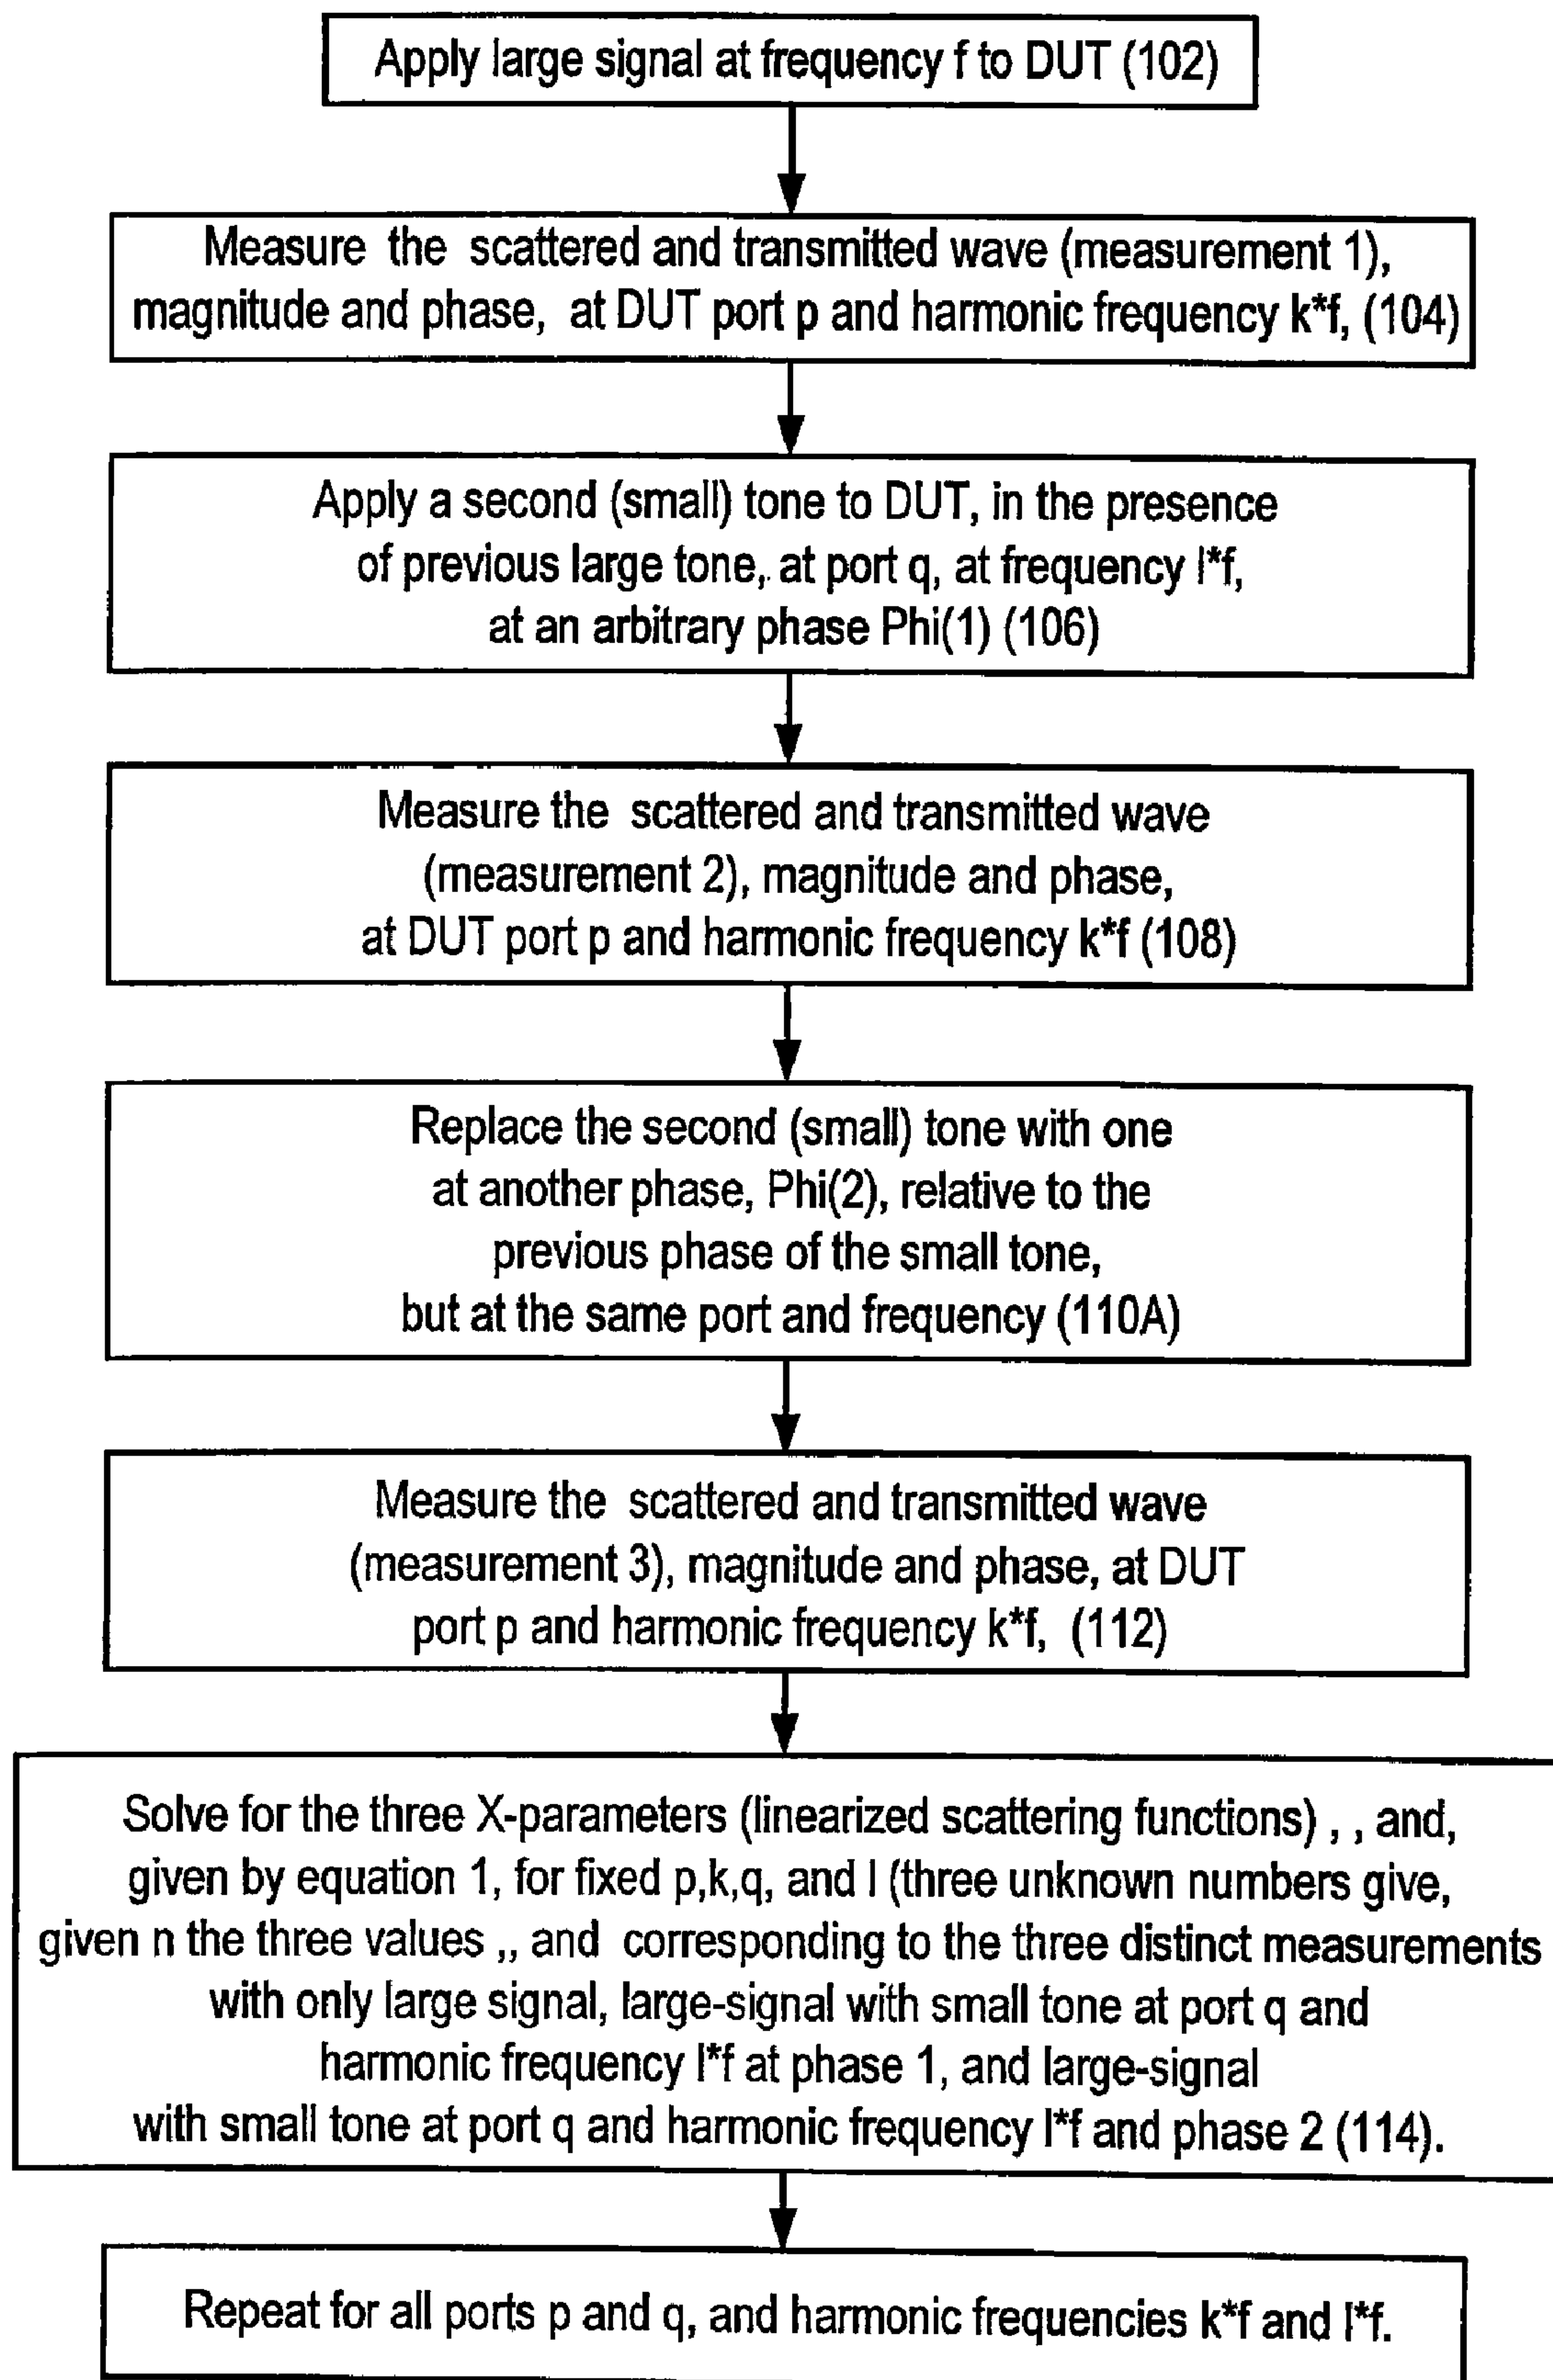 Apply large signal at frequency f to DUT (102)
Measure the scattered and transmitted wave (measurement 1),
magnitude and phase, at DUT port p and harmonic frequency k*f, (104)
Apply a second (small) tone to DUT, in the presence
of previous large tone, at port q, at frequency l*f,
at an arbitrary phase Phi(1) (106)
Measure the scattered and transmitted wave
(measurement 2), magnitude and phase,
at DUT port p and harmonic frequency k*f (108)
Replace the second (small) tone with one
at another phase, Phi(2), relative to the
previous phase of the small tone,
but at the same port and frequency (110A)
Measure the scattered and transmitted wave
(measurement 3), magnitude and phase, at DUT
port p and harmonic frequency k*f, (112)
Solve for the three X-parameters (linearized scattering functions) , , and,
given by equation 1, for fixed p,k,q, and l (three unknown numbers give,
given n the three values ,, and corresponding to the three distinct measurements
with only large signal, large-signal with small tone at port q and
harmonic frequency l*f at phase 1, and large-signal
with small tone at port q and harmonic frequency l*f and phase 2 (114).
Repeat for all ports p and q, and harmonic frequencies k*f and l*f.